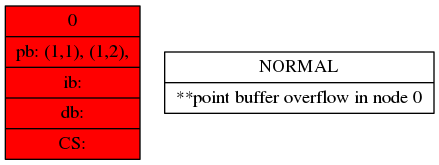 0
pb: (1,1), (1,2),
ib:
db:
CS:
NORMAL
**point buffer overflow in node 0